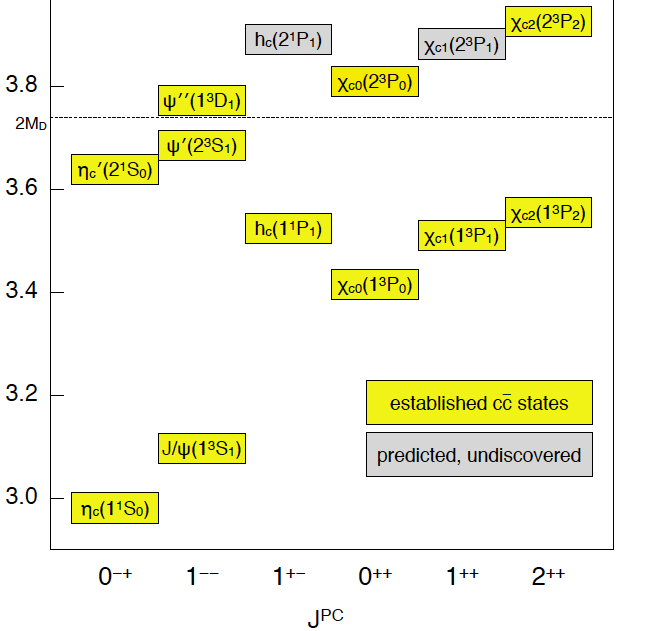 χc2(2³P₂)
hc(2¹P₁)
χc1(2³P₁)
3.8
χc0(2³P₀)
ψ′′(1³D₁)
2MD
ψ′(2³S₁)
ηc′(2¹S₀)
3.6
χc2(1³P₂)
hc(1¹P₁)
χc1(1³P₁)
3.4
χc0(1³P₀)
3.2
established cc̄ states
J/ψ(1³S₁)
predicted, undiscovered
3.0
ηc(1¹S₀)
0⁻⁺ 1⁻⁻ 1⁺⁻ 0⁺⁺ 1⁺⁺ 2⁺⁺
Jᴾꟲ